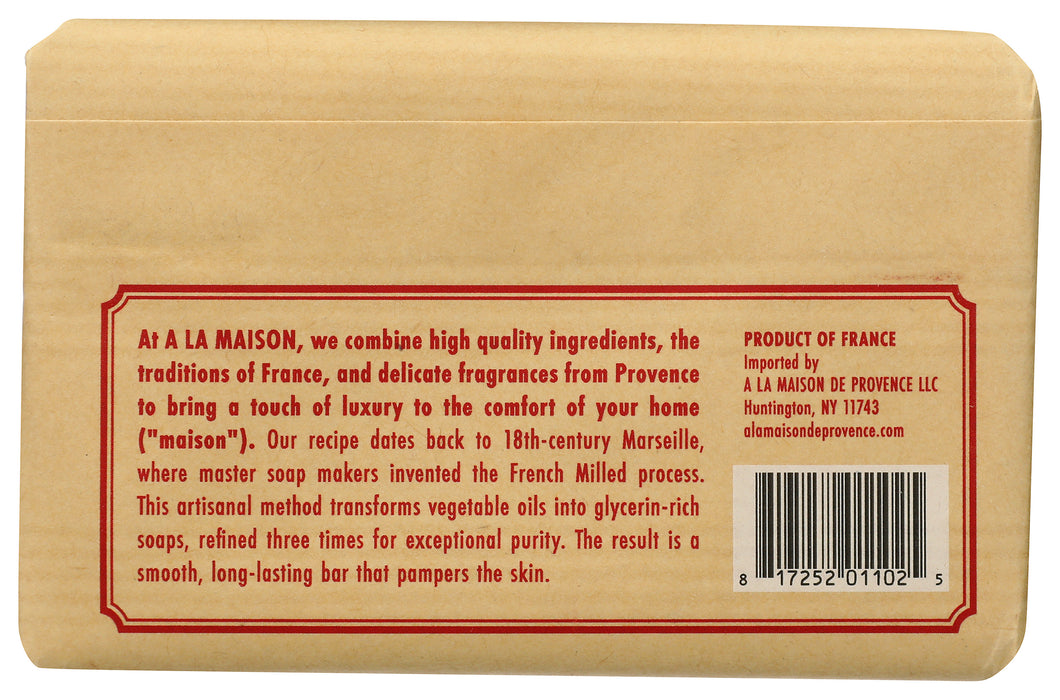 At A LA MAISON, we combine high quality ingredients, the
traditions of France, and delicate fragrances from Provence
to bring a touch of luxury to the comfort of your home
("maison"). Our recipe dates back to 18th-century Marseille,
where master soap makers invented the French Milled process.
This artisanal method transforms vegetable oils into glycerin-rich
soaps, refined three times for exceptional purity. The result is a
smooth, long-lasting bar that pampers the skin.
PRODUCT OF FRANCE
Imported by
A LA MAISON DE PROVENCE LLC
Huntington, NY 11743
alamaisondeprovence.com
8 17252 01102 5